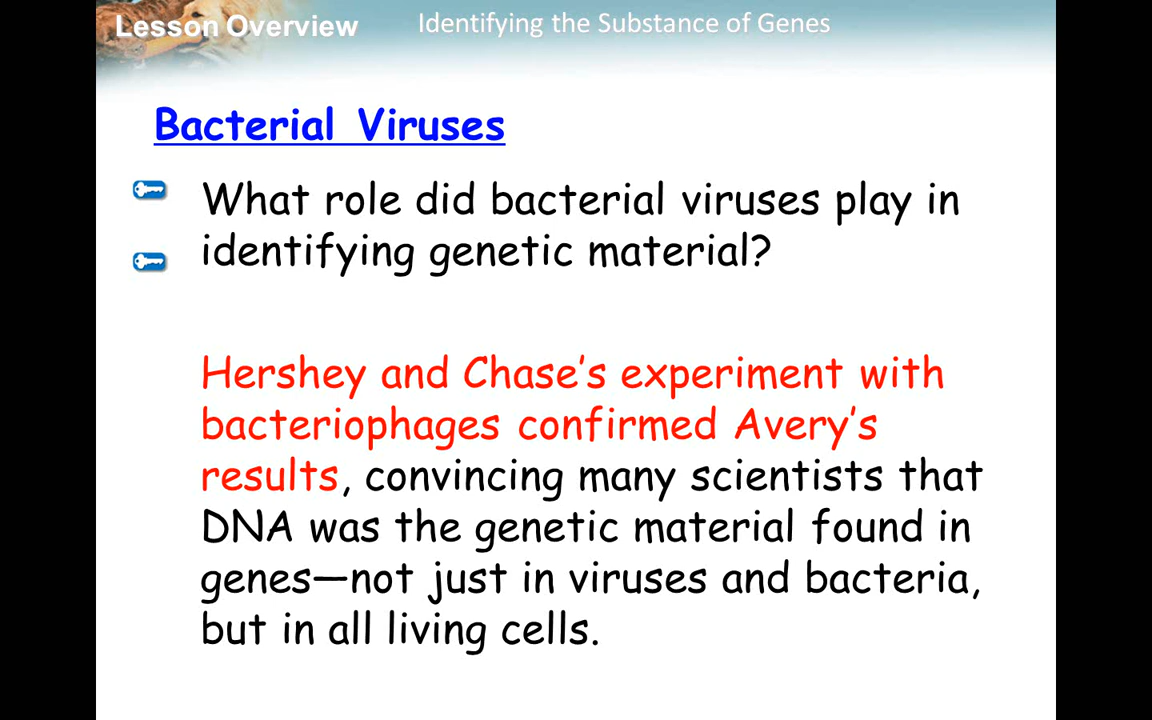 Lesson Overview Identifying the Substance of Genes
Bacterial Viruses
What role did bacterial viruses play in
identifying genetic material?
Hershey and Chase’s experiment with
bacteriophages confirmed Avery’s
results, convincing many scientists that
DNA was the genetic material found in
genes—not just in viruses and bacteria,
but in all living cells.